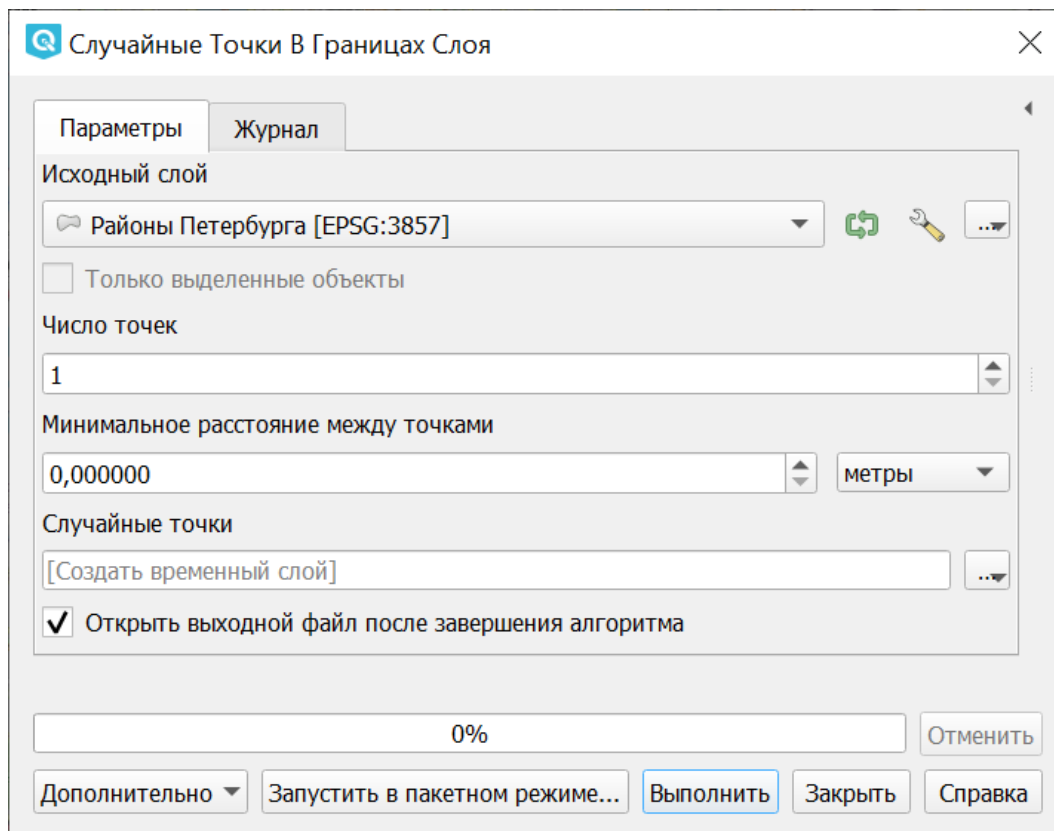 Случайные Точки В Границах Слоя
Параметры
Журнал
Исходный слой
Районы Петербурга [EPSG:3857]
...
Только выделенные объекты
Число точек
1
Минимальное расстояние между точками
0,000000
метры
Случайные точки
[Создать временный слой]
...
Открыть выходной файл после завершения алгоритма
0%
Отменить
Дополнительно
Запустить в пакетном режиме...
Выполнить
Закрыть
Справка